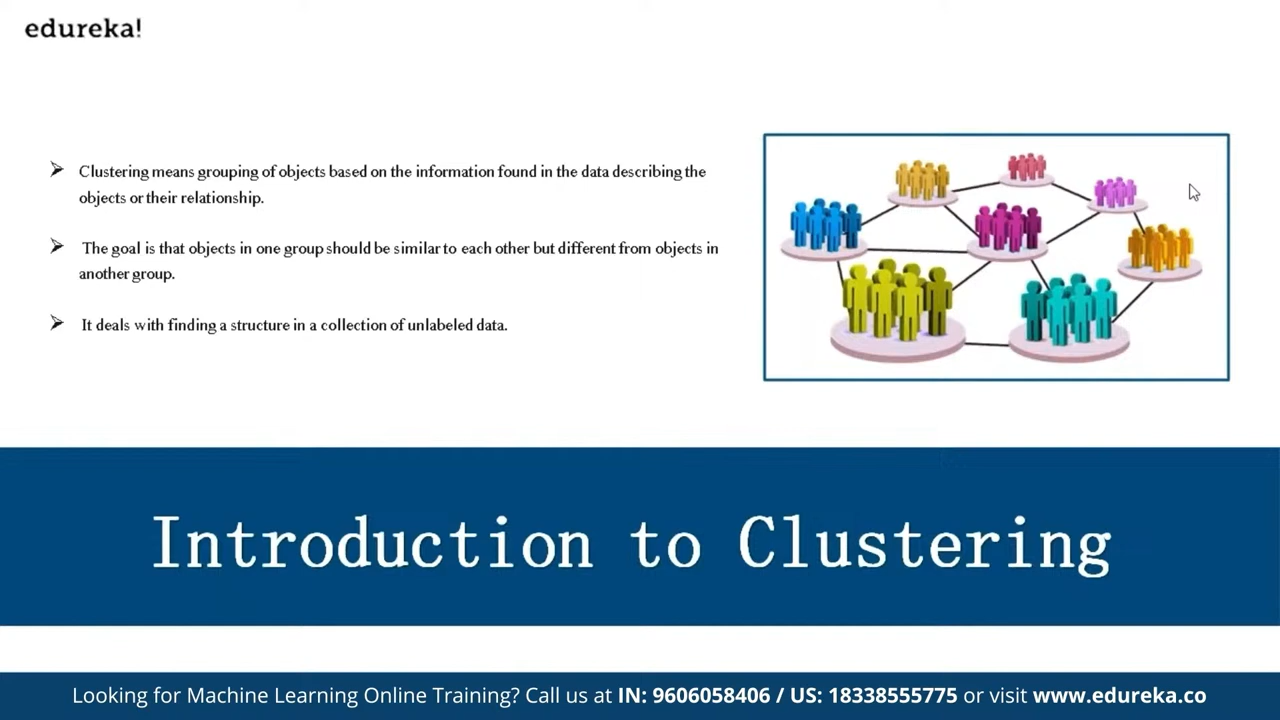 edureka!
➢ Clustering means grouping of objects based on the information found in the data describing the
objects or their relationship.
➢ The goal is that objects in one group should be similar to each other but different from objects in
another group.
➢ It deals with finding a structure in a collection of unlabeled data.
Introduction to Clustering
Looking for Machine Learning Online Training? Call us at IN: 9606058406 / US: 18338555775 or visit www.edureka.co